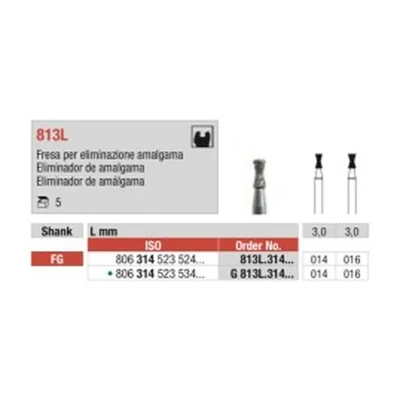 813L
Fresa per eliminazione amalgama
Eliminador de amalgama
Eliminador de amálgama
5
Shank L mm 3,0 3,0
ISO Order No.
FG 806 314 523 524... 813L.314... 014 016
• 806 314 523 534... G 813L.314... 014 016